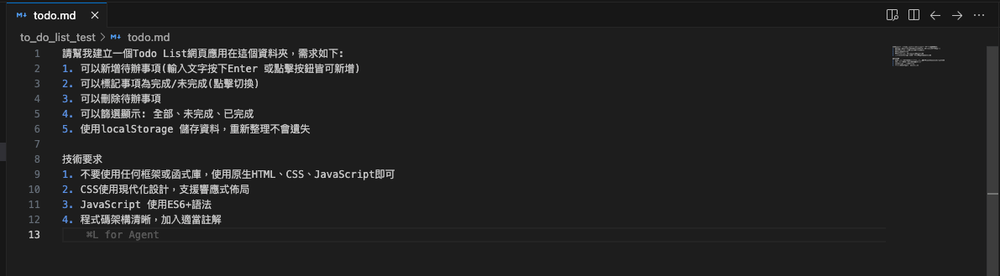 todo.md
to_do_list_test > todo.md
1 請幫我建立一個Todo List網頁應用在這個資料夾，需求如下:
2 1. 可以新增待辦事項(輸入文字按下Enter 或點擊按鈕皆可新增)
3 2. 可以標記事項為完成/未完成(點擊切換)
4 3. 可以刪除待辦事項
5 4. 可以篩選顯示: 全部、未完成、已完成
6 5. 使用localStorage 儲存資料，重新整理不會遺失
7
8 技術要求
9 1. 不要使用任何框架或函式庫，使用原生HTML、CSS、JavaScript即可
10 2. CSS使用現代化設計，支援響應式佈局
11 3. JavaScript 使用ES6+語法
12 4. 程式碼架構清晰，加入適當註解
13 ⌘L for Agent